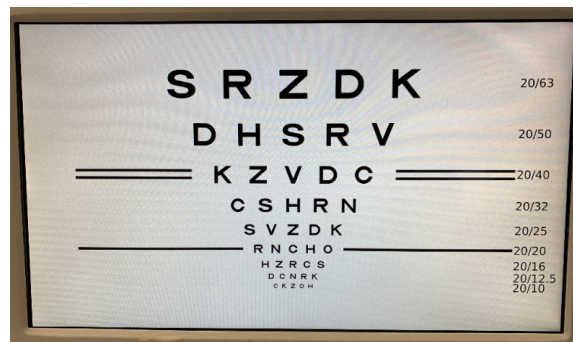 S R Z D K 20/63
D H S R V 20/50
K Z V D C 20/40
C S H R N 20/32
S V Z D K 20/25
R N C H O 20/20
H Z R C S 20/16
D C N R K 20/12.5
C K Z O H 20/10